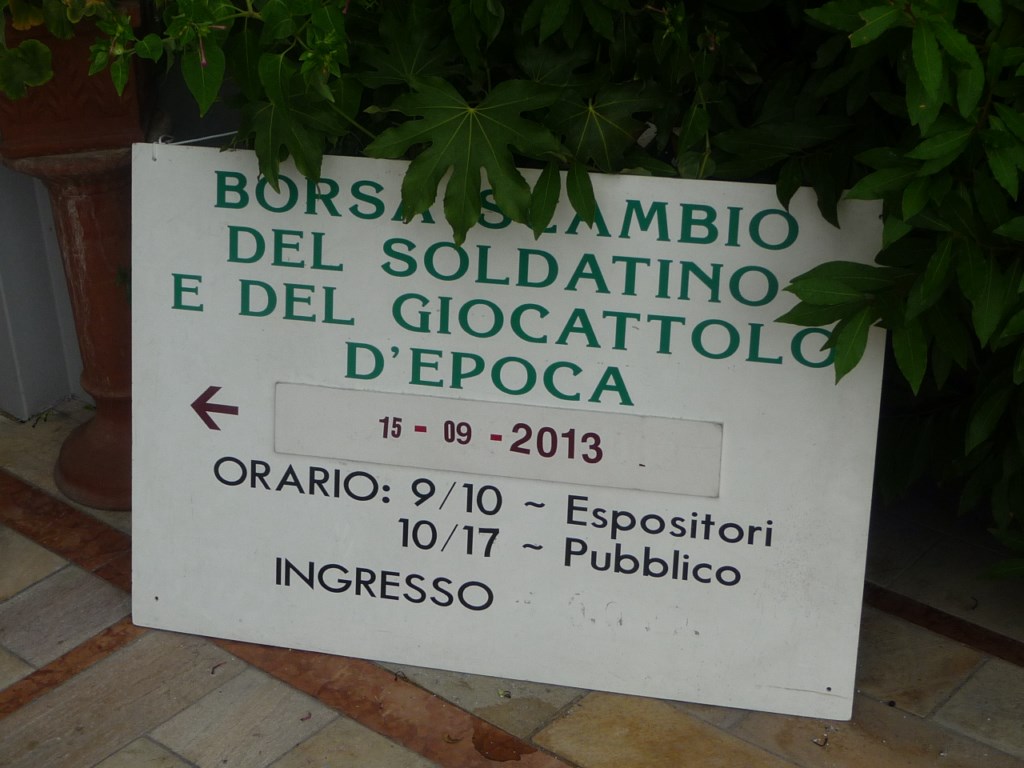 BORSA SCAMBIO
DEL SOLDATINO
E DEL GIOCATTOLO
D'EPOCA
15 - 09 - 2013
ORARIO: 9/10 ~ Espositori
10/17 ~ Pubblico
INGRESSO